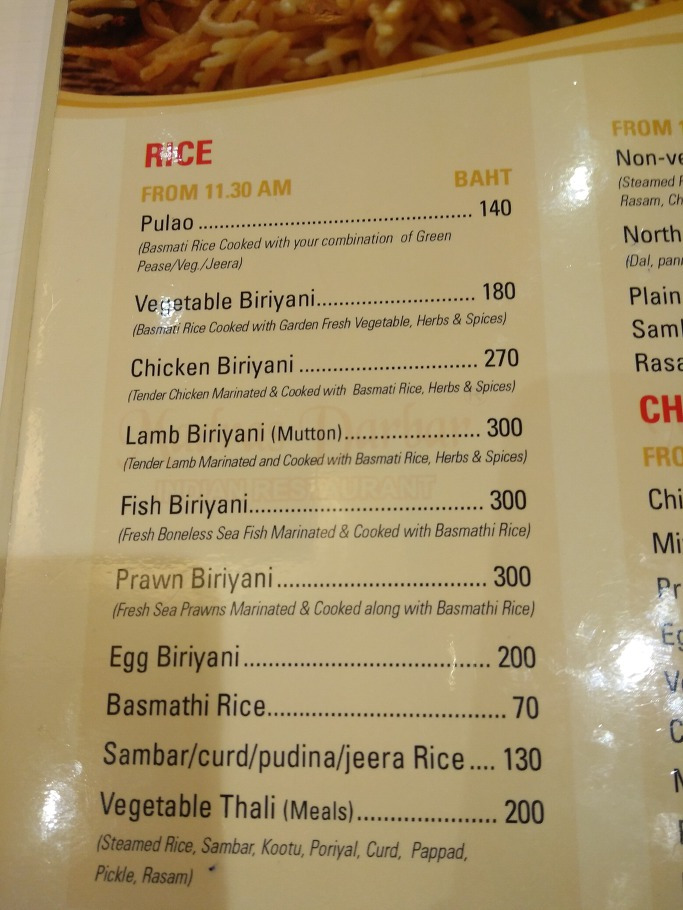 RICE
FROM 11.30 AM BAHT
Pulao ................................................ 140
(Basmati Rice Cooked with your combination of Green
Pease/Veg./Jeera)
Vegetable Biriyani............................. 180
(Basmati Rice Cooked with Garden Fresh Vegetable, Herbs & Spices)
Chicken Biriyani ................................ 270
(Tender Chicken Marinated & Cooked with Basmati Rice, Herbs & Spices)
Lamb Biriyani (Mutton)........................ 300
(Tender Lamb Marinated and Cooked with Basmati Rice, Herbs & Spices)
Fish Biriyani....................................... 300
(Fresh Boneless Sea Fish Marinated & Cooked with Basmathi Rice)
Prawn Biriyani ................................... 300
(Fresh Sea Prawns Marinated & Cooked along with Basmathi Rice)
Egg Biriyani ....................................... 200
Basmathi Rice..................................... 70
Sambar/curd/pudina/jeera Rice .... 130
Vegetable Thali (Meals)..................... 200
(Steamed Rice, Sambar, Kootu, Poriyal, Curd, Pappad,
Pickle, Rasam)
FROM
Non-ve
(Steamed
Rasam, Ch
North
(Dal, pan
Plain
Sam
Rasa
CH
FRO
Chi
Mi
Pr
Eg